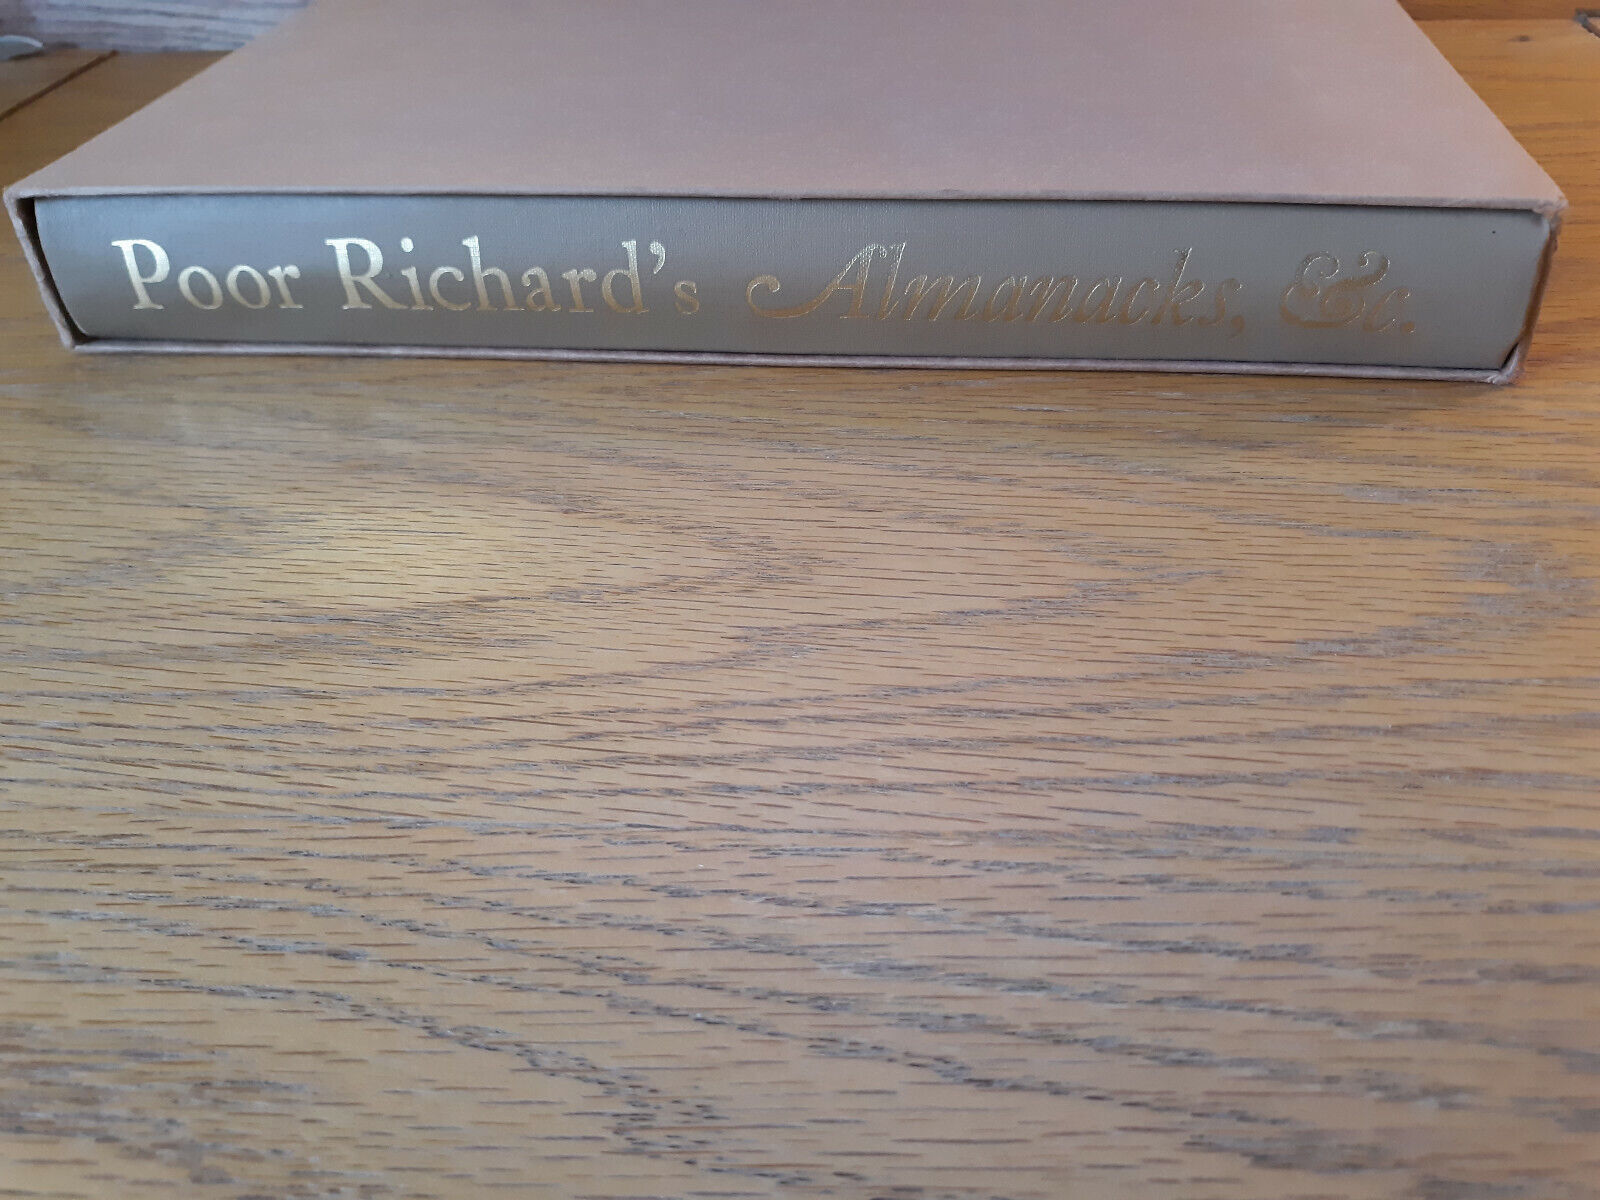 Poor Richard's Almanacks, &c.